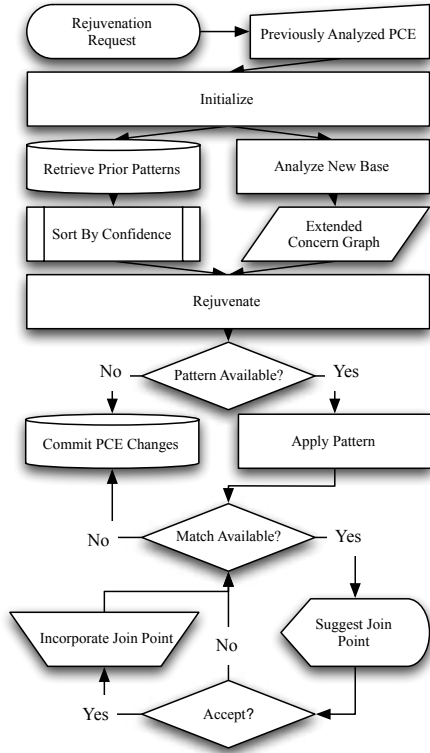 Rejuvenation
Request
Previously Analyzed PCE
Initialize
Retrieve Prior Patterns
Analyze New Base
Sort By Confidence
Extended
Concern Graph
Rejuvenate
No
Pattern Available?
Yes
Commit PCE Changes
Apply Pattern
No
Match Available?
Yes
Incorporate Join Point
No
Suggest Join
Point
Yes
Accept?